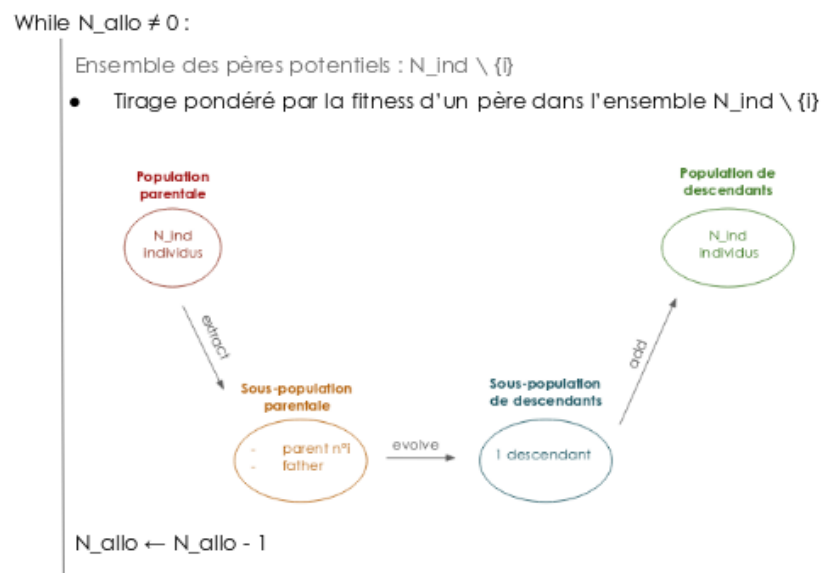 While N_allo ≠ 0 :
Ensemble des pères potentiels : N_ind \ {i}
● Tirage pondéré par la fitness d'un père dans l'ensemble N_ind \ {i}
Population
parentale
N_ind
individus
Population de
descendants
N_ind
individus
extract
add
Sous-population
parentale
- parent n°i
- father
evolve
Sous-population
de descendants
1 descendant
N_allo ← N_allo - 1